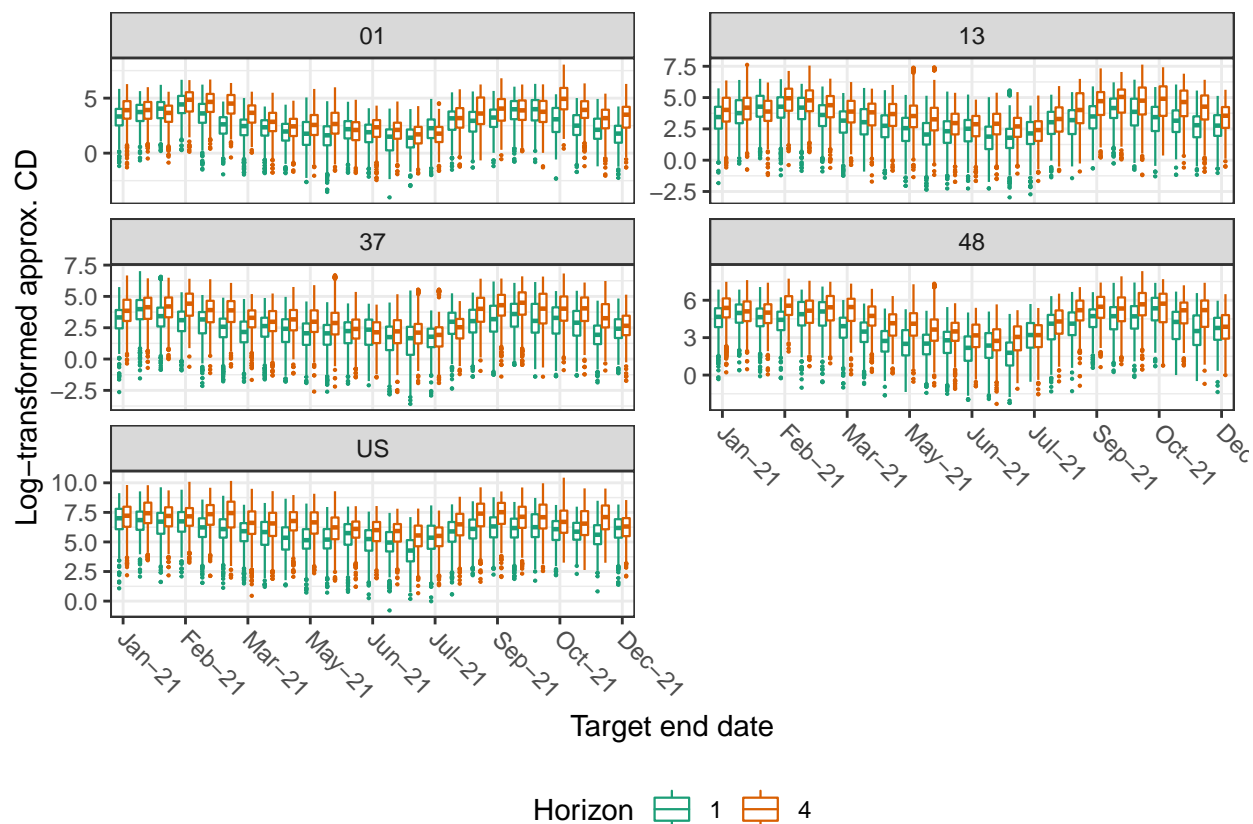 01
13
5
0
7.5
5.0
2.5
0.0
−2.5
Log−transformed approx. CD
37
48
7.5
5.0
2.5
0.0
−2.5
6
3
0
US
10.0
7.5
5.0
2.5
0.0
Jan−21
Feb−21
Mar−21
May−21
Jun−21
Jul−21
Sep−21
Oct−21
Dec
Jan−21
Feb−21
Mar−21
May−21
Jun−21
Jul−21
Sep−21
Oct−21
Dec−21
Target end date
Horizon 1 4